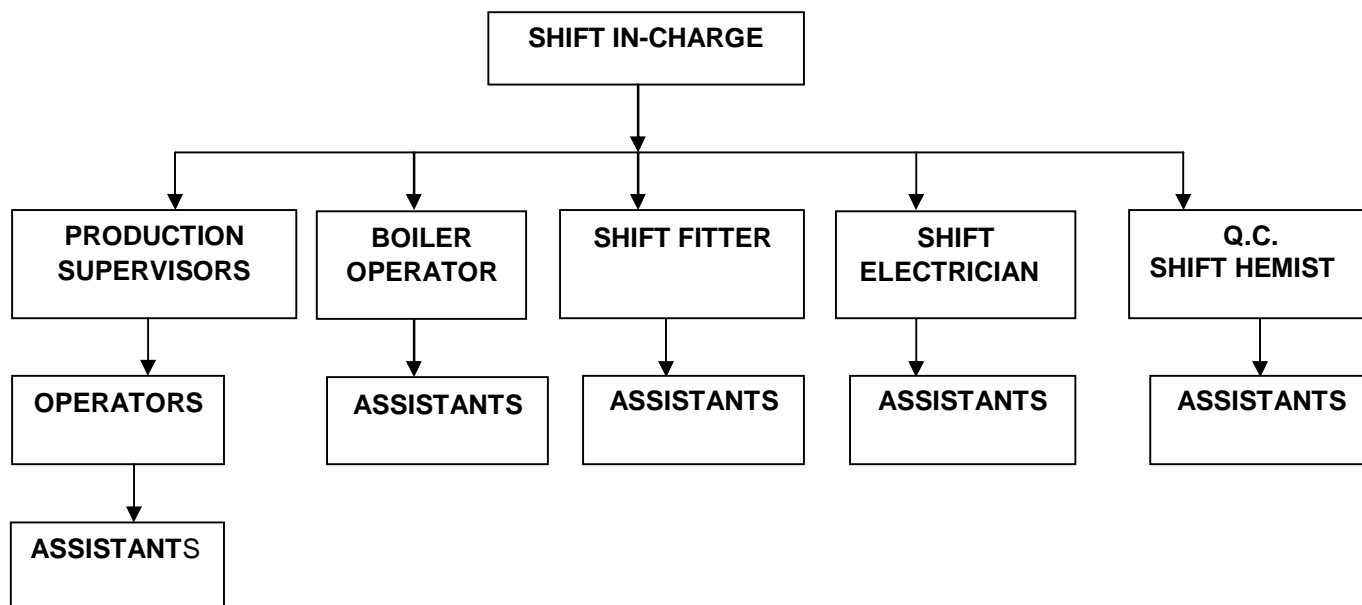 SHIFT IN-CHARGE
PRODUCTION
SUPERVISORS
BOILER
OPERATOR
SHIFT FITTER
SHIFT
ELECTRICIAN
Q.C.
SHIFT HEMIST
OPERATORS
ASSISTANTS
ASSISTANTS
ASSISTANTS
ASSISTANTS
ASSISTANTS